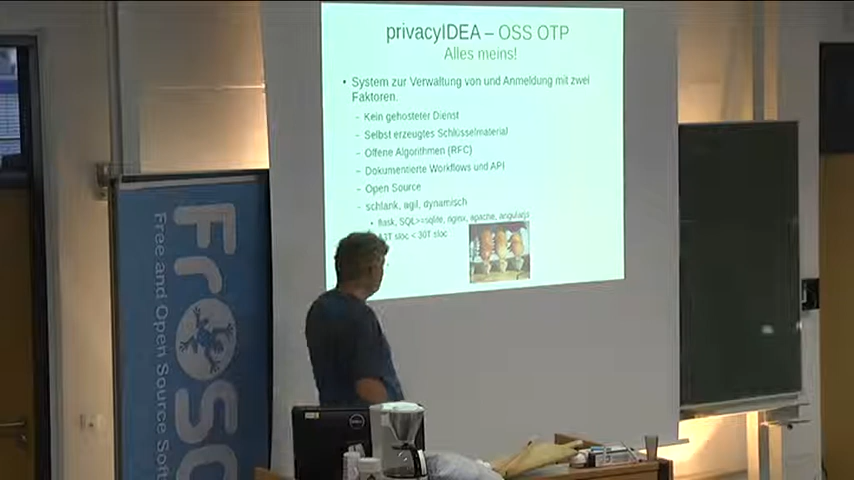 privacyIDEA – OSS OTP
Alles meins!
• System zur Verwaltung von und Anmeldung mit zwei
Faktoren.
– Kein gehosteter Dienst
– Selbst erzeugtes Schlüsselmaterial
– Offene Algorithmen (RFC)
– Dokumentierte Workflows und API
– Open Source
– schlank, agil, dynamisch
• flask, SQL>=sqlite, nginx, apache, angularjs
sloc < 30T sloc
FrOSC
Free and Open Source Soft
DELL